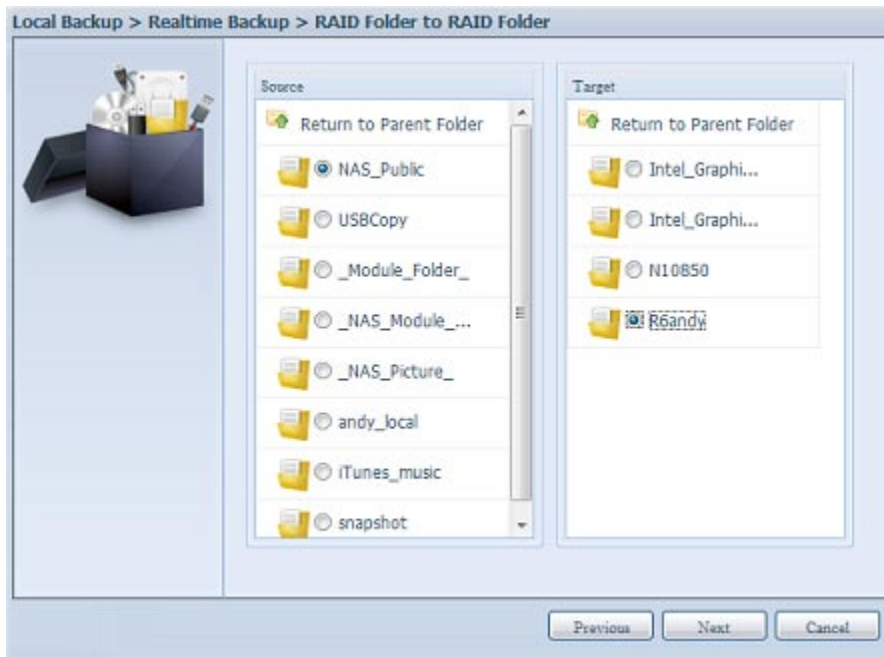 Local Backup > Realtime Backup > RAID Folder to RAID Folder
Source
Return to Parent Folder
NAS_Public
USBCopy
_Module_Folder_
_NAS_Module_...
_NAS_Picture_
andy_local
iTunes_music
snapshot
Target
Return to Parent Folder
Intel_Graphi...
Intel_Graphi...
N10850
R6andy
Previous
Next
Cancel